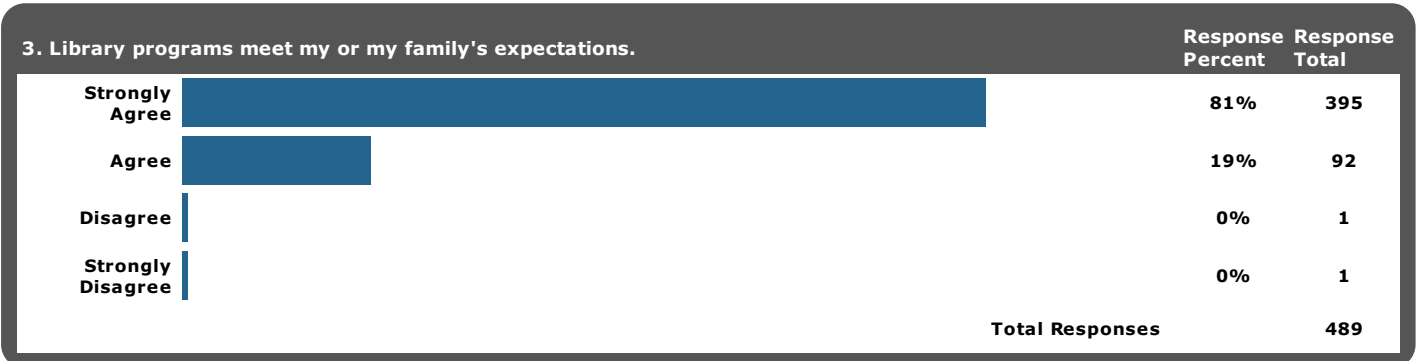 3. Library programs meet my or my family's expectations.
Response Percent
Response Total
Strongly Agree
81%
395
Agree
19%
92
Disagree
0%
1
Strongly Disagree
0%
1
Total Responses
489